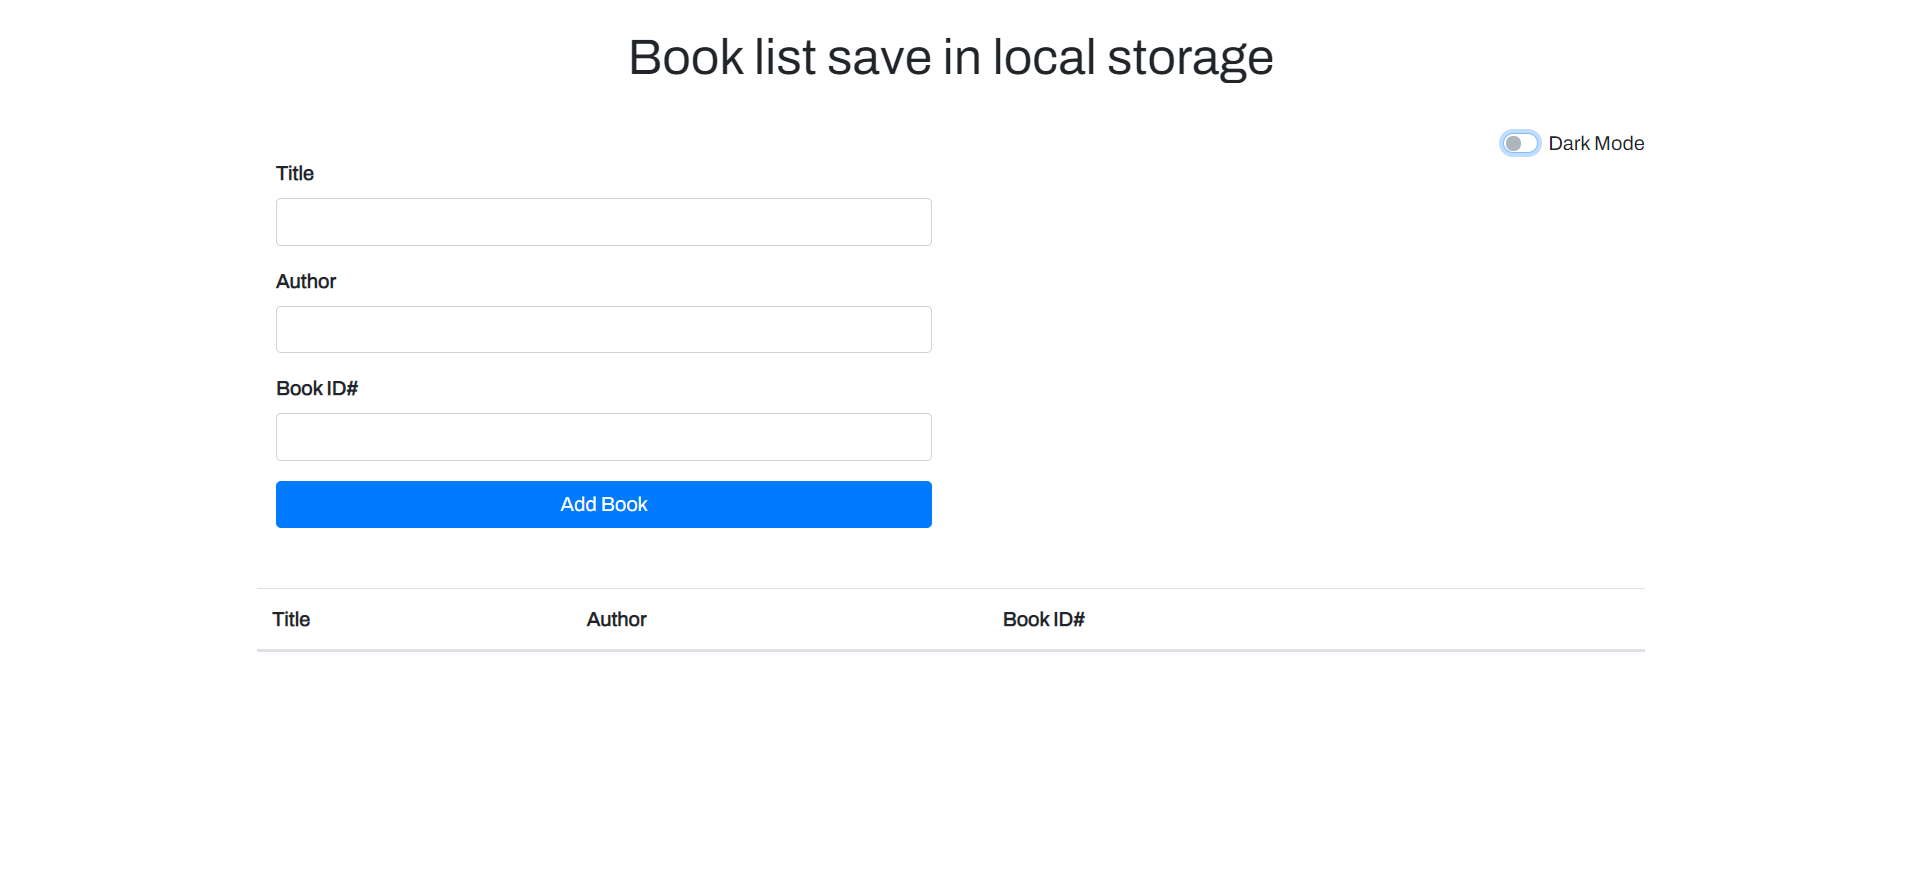 Book list save in local storage
Dark Mode
Title
Author
Book ID#
Add Book
Title Author Book ID#